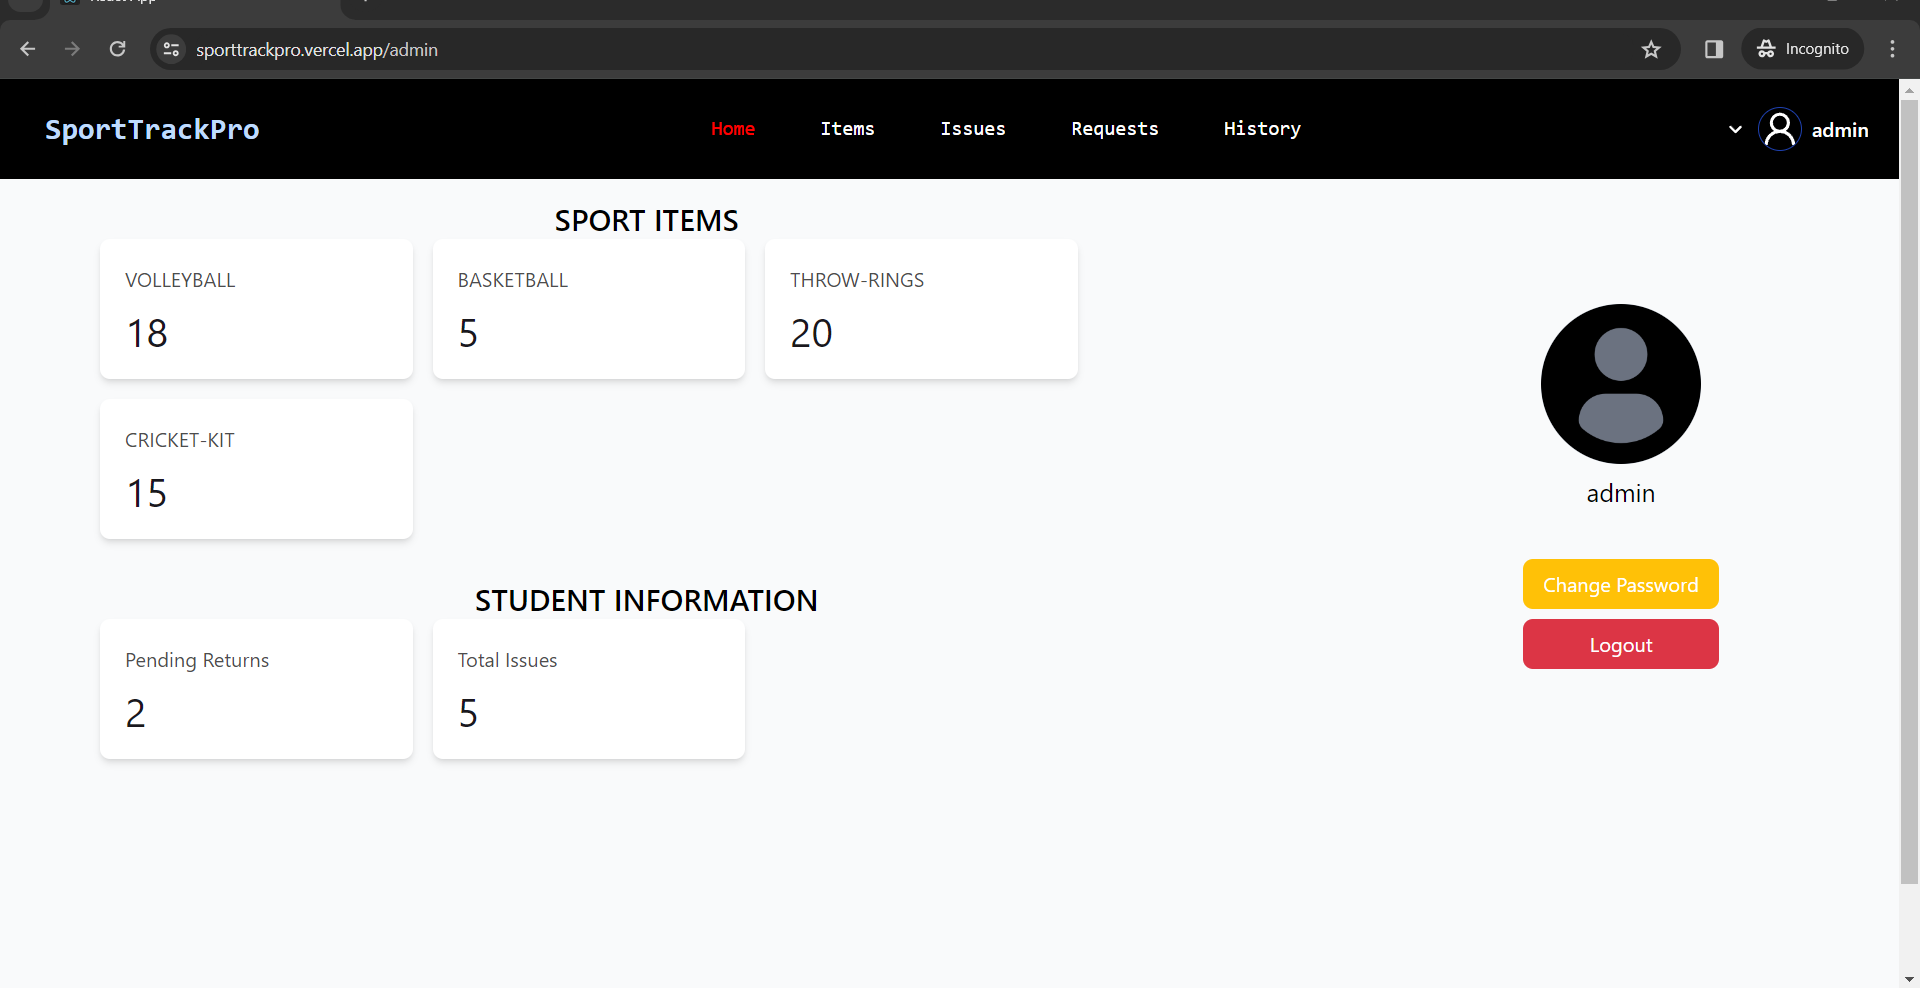 sporttrackpro.vercel.app/admin
Incognito
SportTrackPro
Home Items Issues Requests History
admin
SPORT ITEMS
VOLLEYBALL BASKETBALL THROW-RINGS
18 5 20
CRICKET-KIT
15
admin
Change Password
Logout
STUDENT INFORMATION
Pending Returns Total Issues
2 5